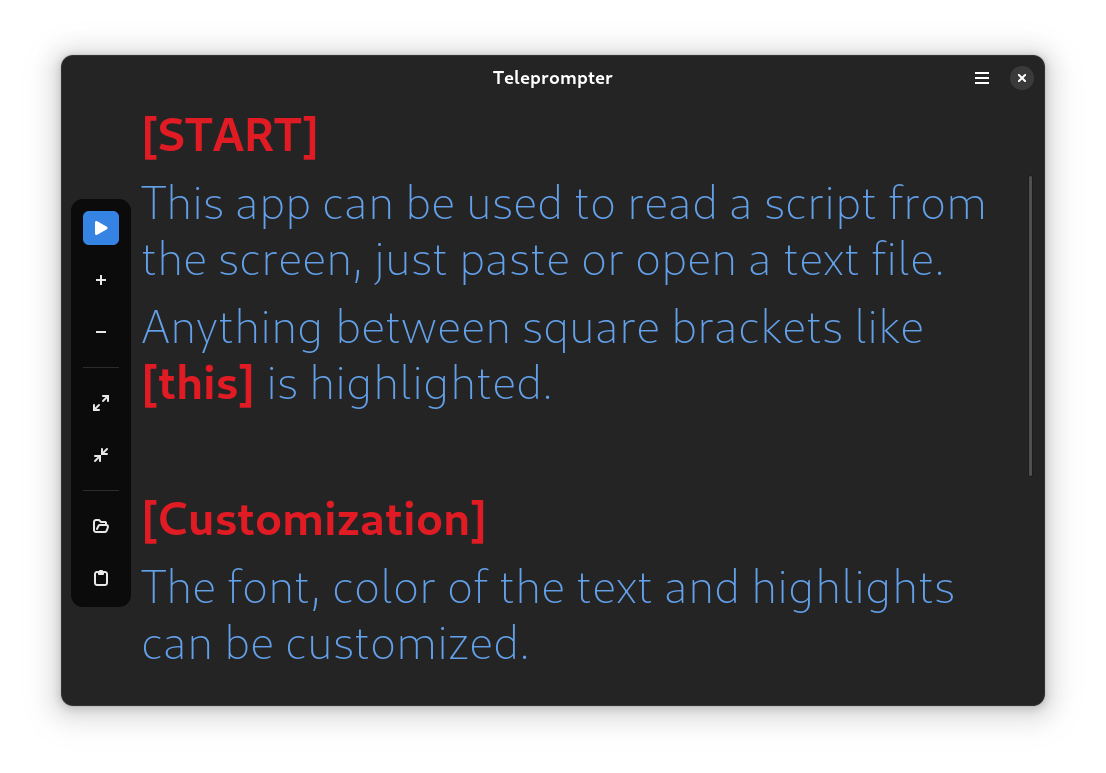 Teleprompter
[START]
This app can be used to read a script from
the screen, just paste or open a text file.
Anything between square brackets like
[this] is highlighted.
[Customization]
The font, color of the text and highlights
can be customized.